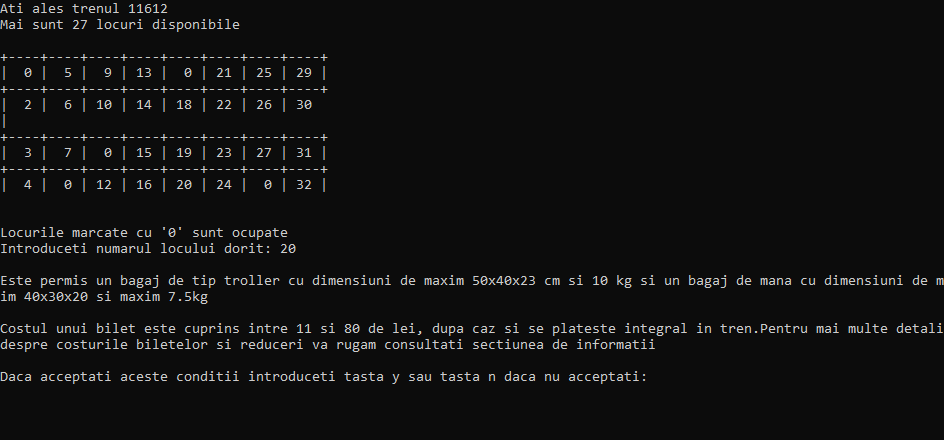 Ati ales trenul 11612
Mai sunt 27 locuri disponibile
+----+----+----+----+----+----+----+----+
|  0 |  5 |  9 | 13 |  0 | 21 | 25 | 29 |
+----+----+----+----+----+----+----+----+
|  2 |  6 | 10 | 14 | 18 | 22 | 26 | 30 |
|
+----+----+----+----+----+----+----+----+
|  3 |  7 |  0 | 15 | 19 | 23 | 27 | 31 |
+----+----+----+----+----+----+----+----+
|  4 |  0 | 12 | 16 | 20 | 24 |  0 | 32 |
Locurile marcate cu '0' sunt ocupate
Introduceti numarul locului dorit: 20
Este permis un bagaj de tip troller cu dimensiuni de maxim 50x40x23 cm si 10 kg si un bagaj de mana cu dimensiuni de m
im 40x30x20 si maxim 7.5kg
Costul unui bilet este cuprins intre 11 si 80 de lei, dupa caz si se plateste integral in tren.Pentru mai multe detali
despre costurile biletelor si reduceri va rugam consultati sectiunea de informatii
Daca acceptati aceste conditii introduceti tasta y sau tasta n daca nu acceptati: